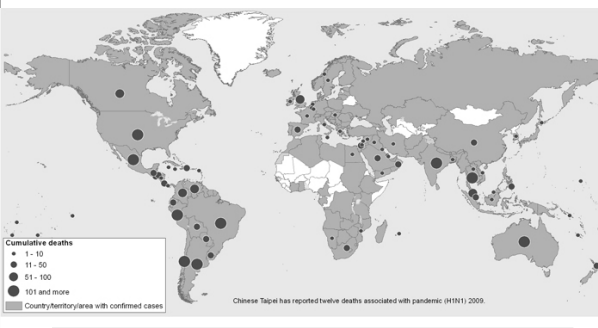 Cumulative deaths
1 - 10
11 - 50
51 - 100
101 and more
Country/territory/area with confirmed cases
Chinese Taipei has reported twelve deaths associated with pandemic (H1N1) 2009.